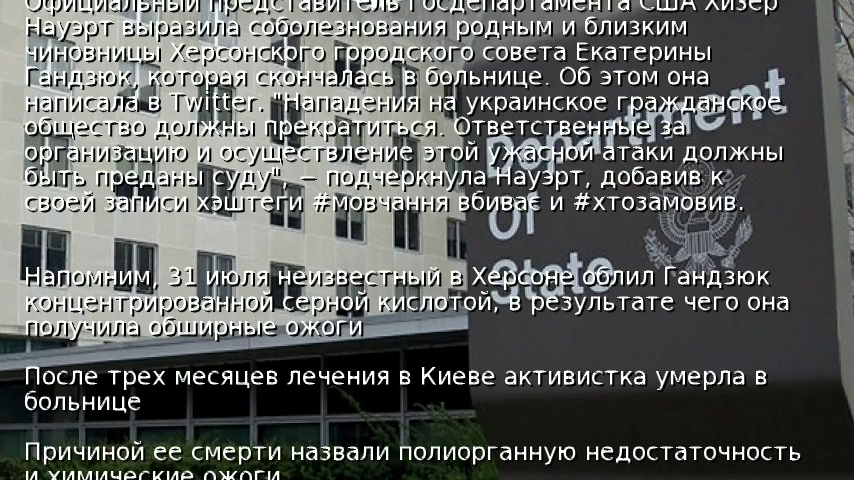 Официальный представитель Госдепартамента США Хизер
Науэрт выразила соболезнования родным и близким
чиновницы Херсонского городского совета Екатерины
Гандзюк, которая скончалась в больнице. Об этом она
написала в Twitter. "Нападения на украинское гражданское
общество должны прекратиться. Ответственные за
организацию и осуществление этой ужасной атаки должны
быть преданы суду", — подчеркнула Науэрт, добавив к
своей записи хэштеги #мовчання вбиває и #хтозамовив.
Напомним, 31 июля неизвестный в Херсоне облил Гандзюк
концентрированной серной кислотой, в результате чего она
получила обширные ожоги
После трех месяцев лечения в Киеве активистка умерла в
больнице
Причиной ее смерти назвали полиорганную недостаточность
и химические ожоги
Department
Of
State